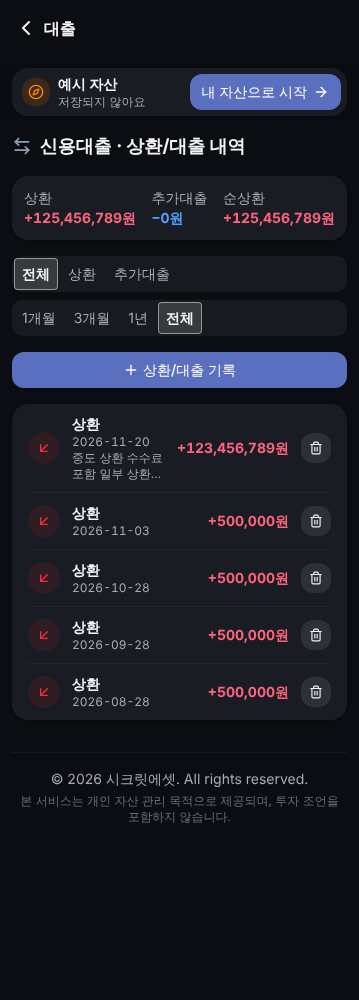 대출
예시 자산
저장되지 않아요
내 자산으로 시작
신용대출 · 상환/대출 내역
상환 추가대출 순상환
+125,456,789원 −0원 +125,456,789원
전체 상환 추가대출
1개월 3개월 1년 전체
+ 상환/대출 기록
상환
2026-11-20
중도 상환 수수료
포함 일부 상환...
+123,456,789원
상환
2026-11-03
+500,000원
상환
2026-10-28
+500,000원
상환
2026-09-28
+500,000원
상환
2026-08-28
+500,000원
© 2026 시크릿에셋. All rights reserved.
본 서비스는 개인 자산 관리 목적으로 제공되며, 투자 조언을
포함하지 않습니다.